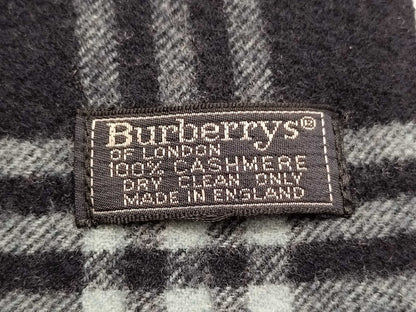 Burberrys®
OF LONDON
100% CASHMERE
DRY CLEAN ONLY
MADE IN ENGLAND